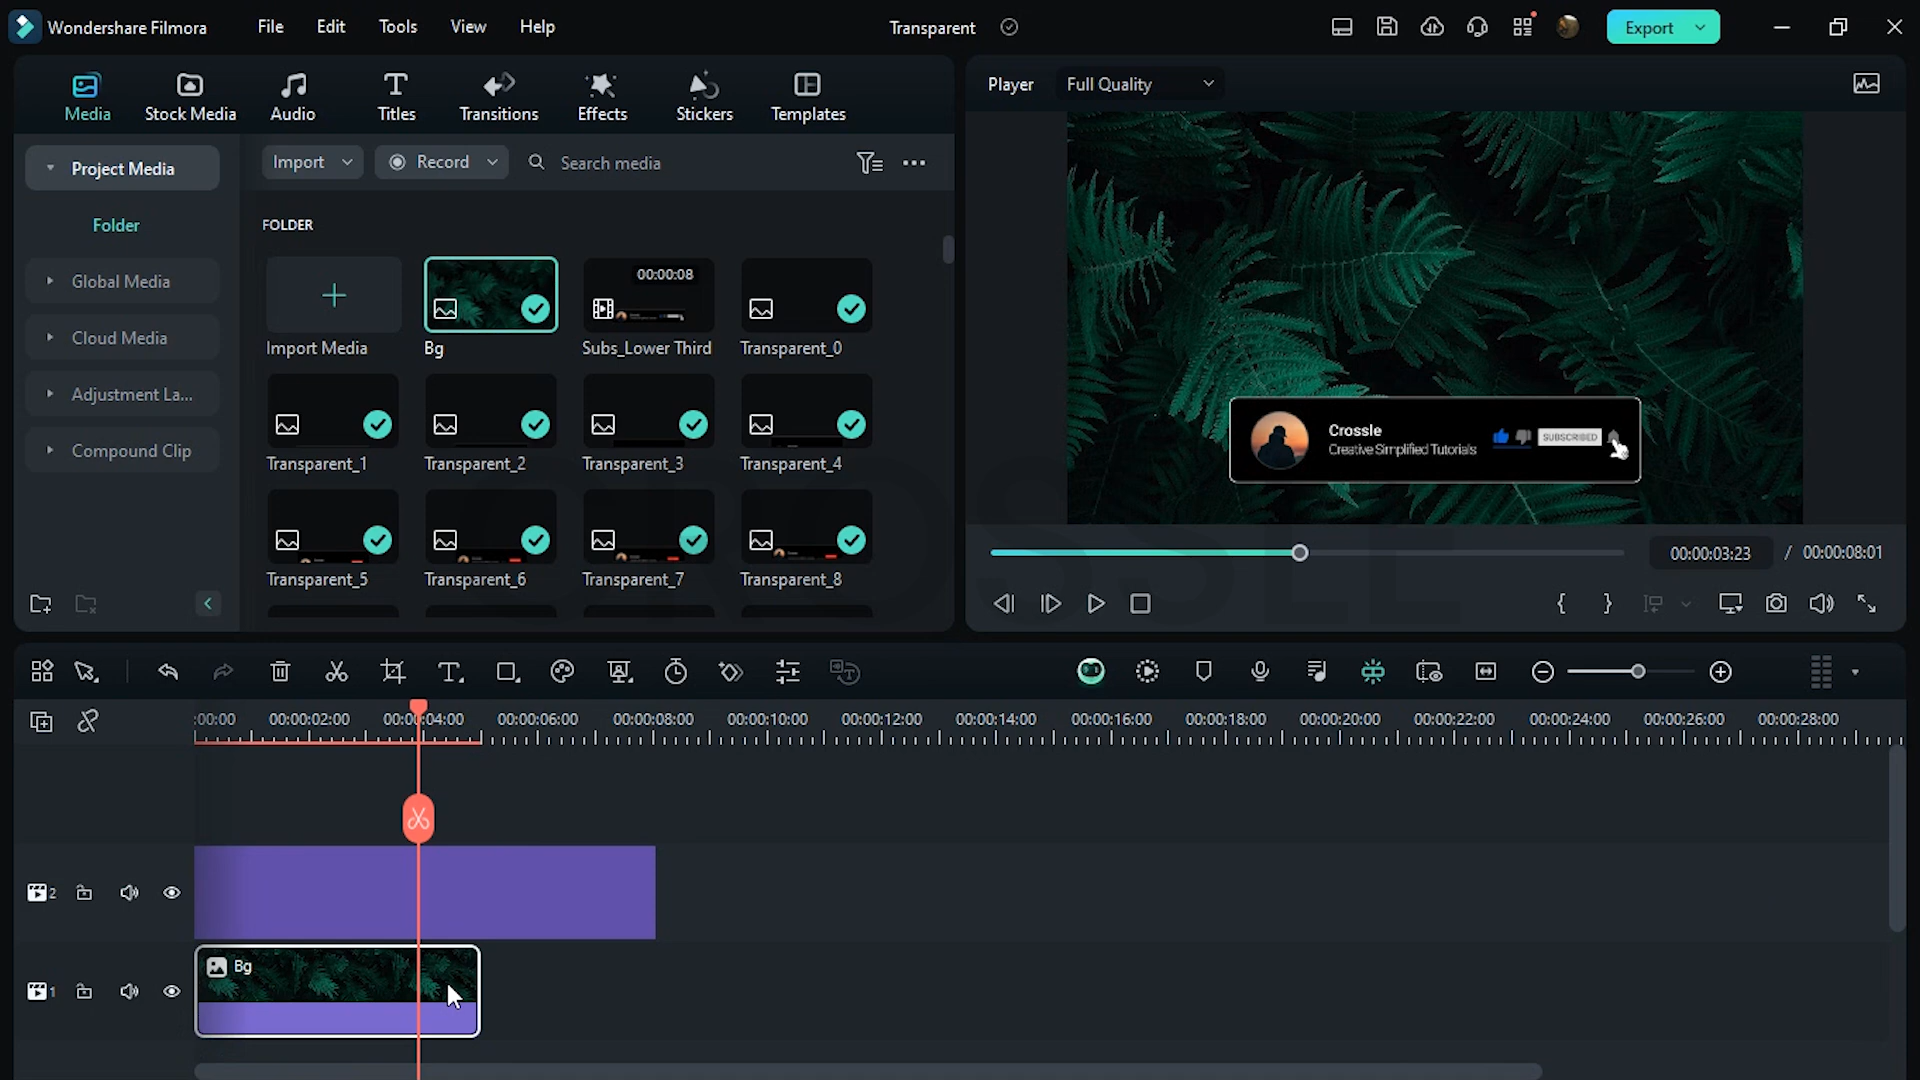 Wondershare Filmora
File Edit Tools View Help
Transparent
Export
Media Stock Media Audio Titles Transitions Effects Stickers Templates
Player Full Quality
Project Media
Import Record Search media
Folder
FOLDER
Global Media
Cloud Media
Adjustment La...
Compound Clip
00:00:08
Import Media Bg Subs_Lower Third Transparent_0
Transparent_1 Transparent_2 Transparent_3 Transparent_4
Transparent_5 Transparent_6 Transparent_7 Transparent_8
Crossle
Creative Simplified Tutorials
SUBSCRIBED
00:00:03:23 / 00:00:08:01
:00:00 00:00:02:00 00:00:04:00 00:00:06:00 00:00:08:00 00:00:10:00 00:00:12:00 00:00:14:00 00:00:16:00 00:00:18:00 00:00:20:00 00:00:22:00 00:00:24:00 00:00:26:00 00:00:28:00
2
Bg
1